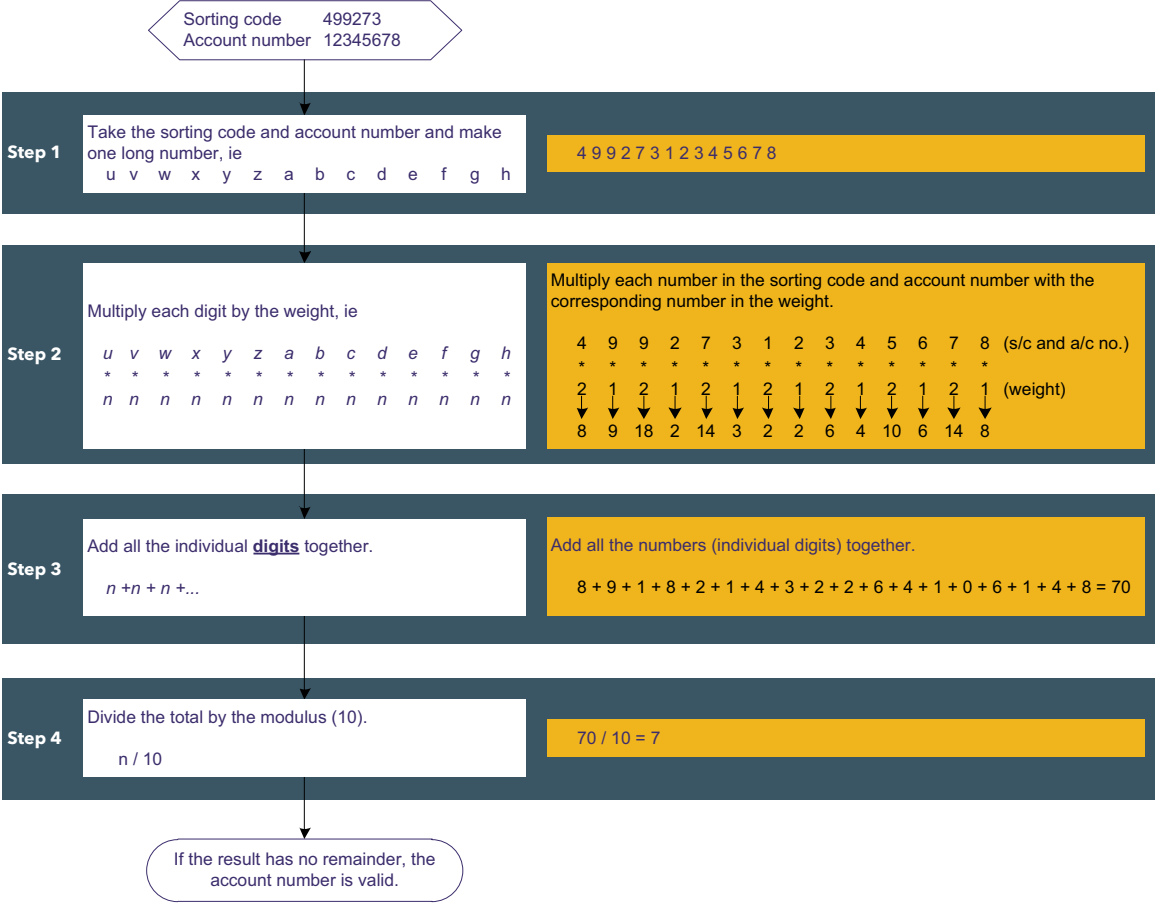 Sorting code 499273
Account number 12345678
Step 1
Take the sorting code and account number and make
one long number, ie
u v w x y z a b c d e f g h
4 9 9 2 7 3 1 2 3 4 5 6 7 8
Step 2
Multiply each digit by the weight, ie
u v w x y z a b c d e f g h
* * * * * * * * * * * * * *
n n n n n n n n n n n n n n
Multiply each number in the sorting code and account number with the
corresponding number in the weight.
4 9 9 2 7 3 1 2 3 4 5 6 7 8 (s/c and a/c no.)
* * * * * * * * * * * * * *
2 1 2 1 2 1 2 1 2 1 2 1 2 1 (weight)
8 9 18 2 14 3 2 2 6 4 10 6 14 8
Step 3
Add all the individual digits together.
n +n + n +...
Add all the numbers (individual digits) together.
8 + 9 + 1 + 8 + 2 + 1 + 4 + 3 + 2 + 2 + 6 + 4 + 1 + 0 + 6 + 1 + 4 + 8 = 70
Step 4
Divide the total by the modulus (10).
n / 10
70 / 10 = 7
If the result has no remainder, the
account number is valid.